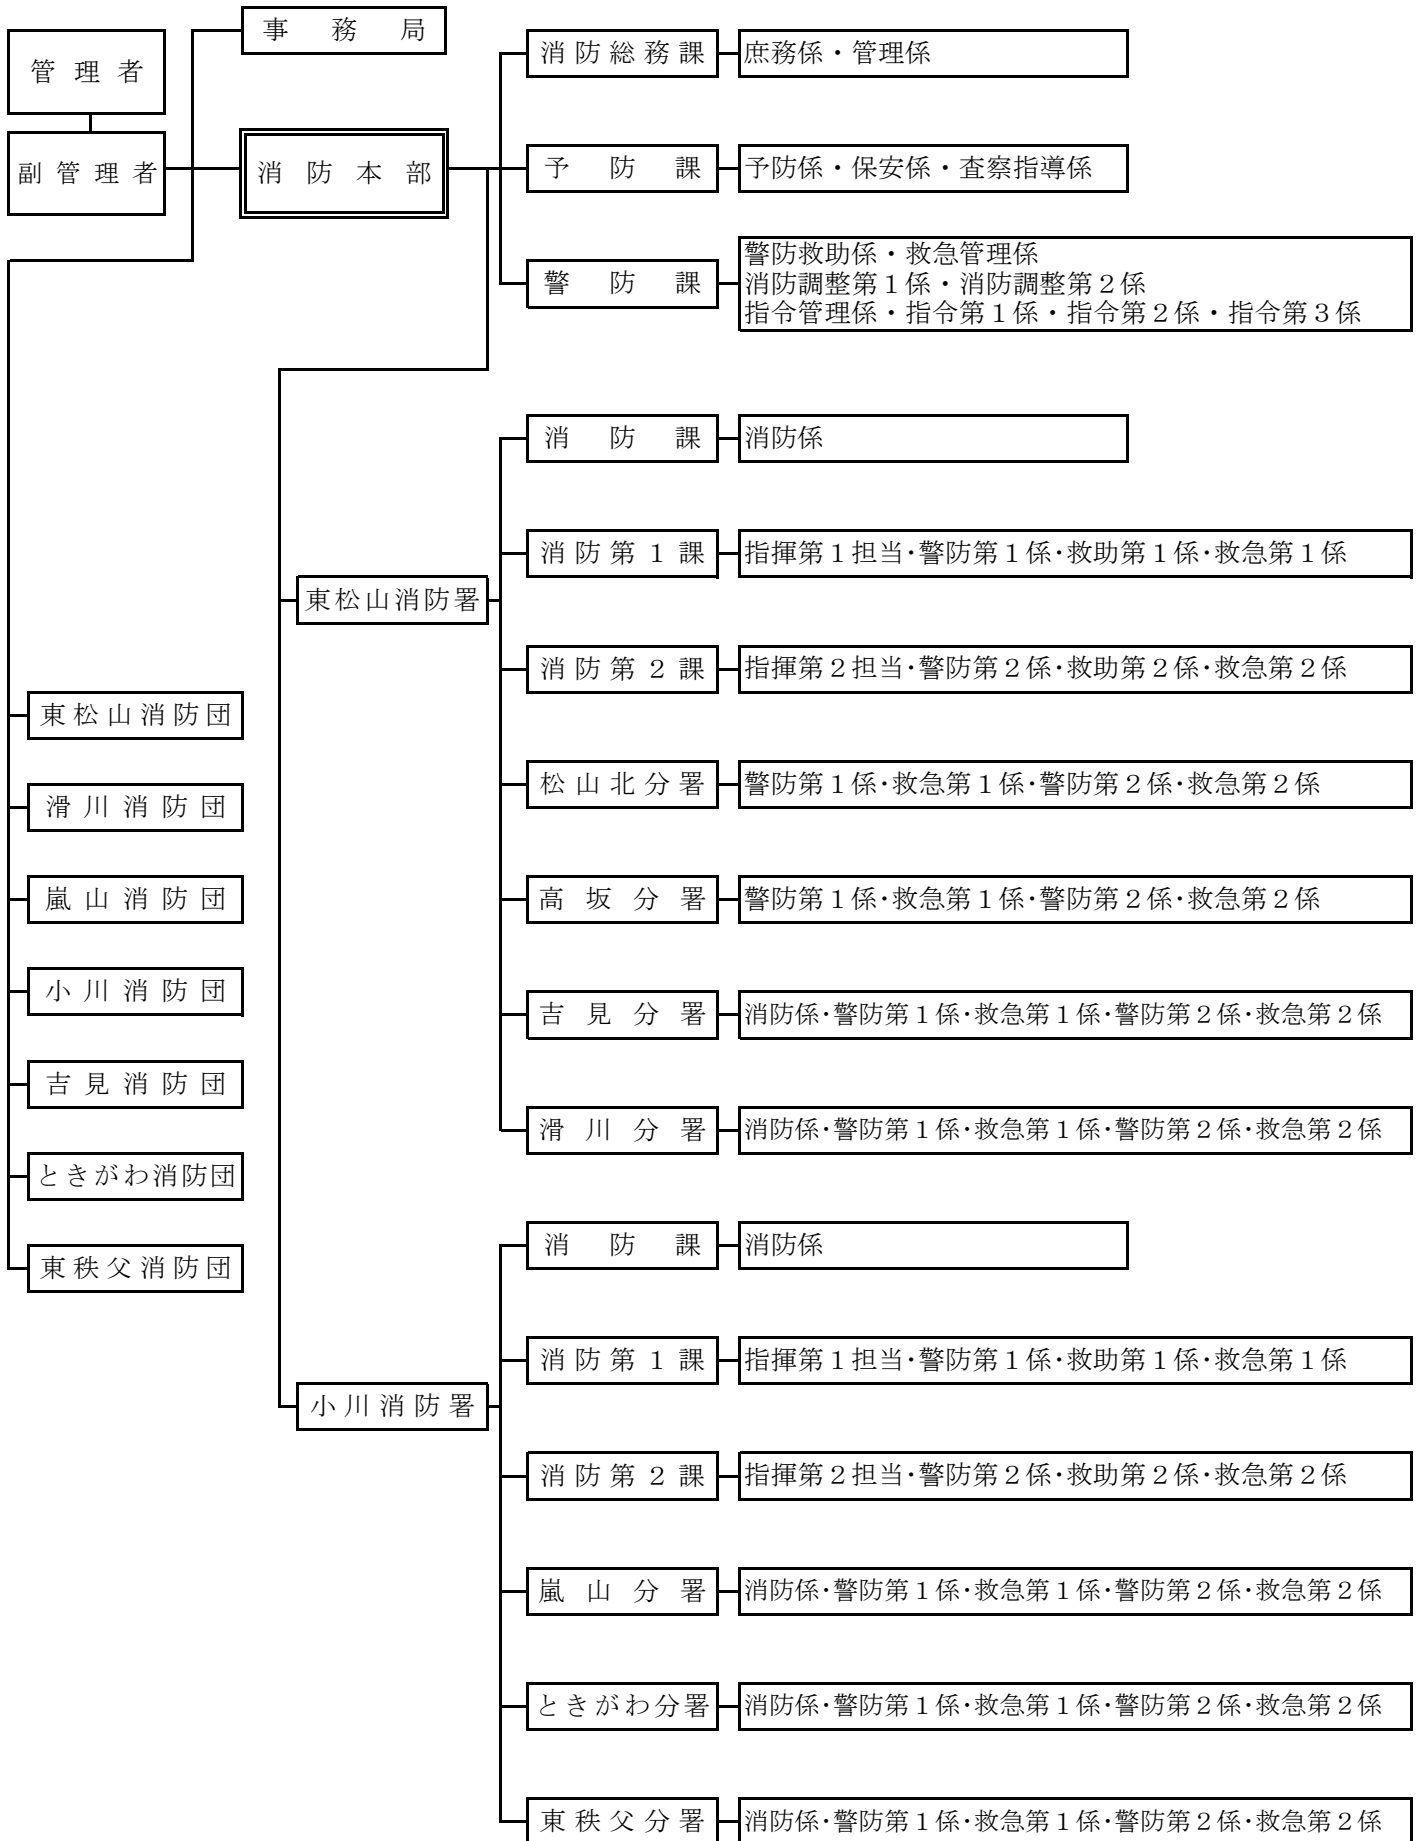 事務局
管理者
副管理者
消防本部
消防総務課
庶務係・管理係
予防課
予防係・保安係・査察指導係
警防課
警防救助係・救急管理係
消防調整第１係・消防調整第２係
指令管理係・指令第１係・指令第２係・指令第３係
東松山消防署
消防課
消防係
消防第１課
指揮第１担当･警防第１係･救助第１係･救急第１係
消防第２課
指揮第２担当･警防第２係･救助第２係･救急第２係
松山北分署
警防第１係･救急第１係･警防第２係･救急第２係
高坂分署
警防第１係･救急第１係･警防第２係･救急第２係
吉見分署
消防係･警防第１係･救急第１係･警防第２係･救急第２係
滑川分署
消防係･警防第１係･救急第１係･警防第２係･救急第２係
小川消防署
消防課
消防係
消防第１課
指揮第１担当･警防第１係･救助第１係･救急第１係
消防第２課
指揮第２担当･警防第２係･救助第２係･救急第２係
嵐山分署
消防係･警防第１係･救急第１係･警防第２係･救急第２係
ときがわ分署
消防係･警防第１係･救急第１係･警防第２係･救急第２係
東秩父分署
消防係･警防第１係･救急第１係･警防第２係･救急第２係
東松山消防団
滑川消防団
嵐山消防団
小川消防団
吉見消防団
ときがわ消防団
東秩父消防団